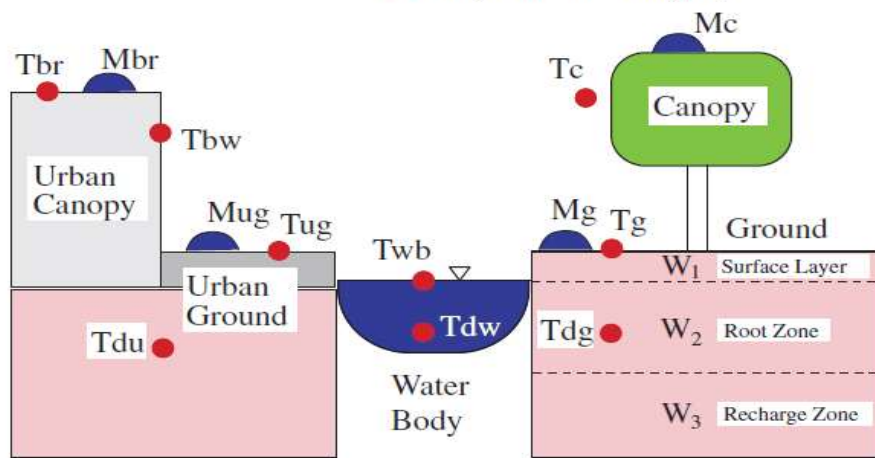 Mc
Tbr
Mbr
Tc
Canopy
Tbw
Urban
Canopy
Mug
Tug
Mg
Tg
Ground
Twb
W1
Surface Layer
Urban
Ground
Tdw
Tdu
Tdg
W2
Root Zone
Water
Body
W3
Recharge Zone